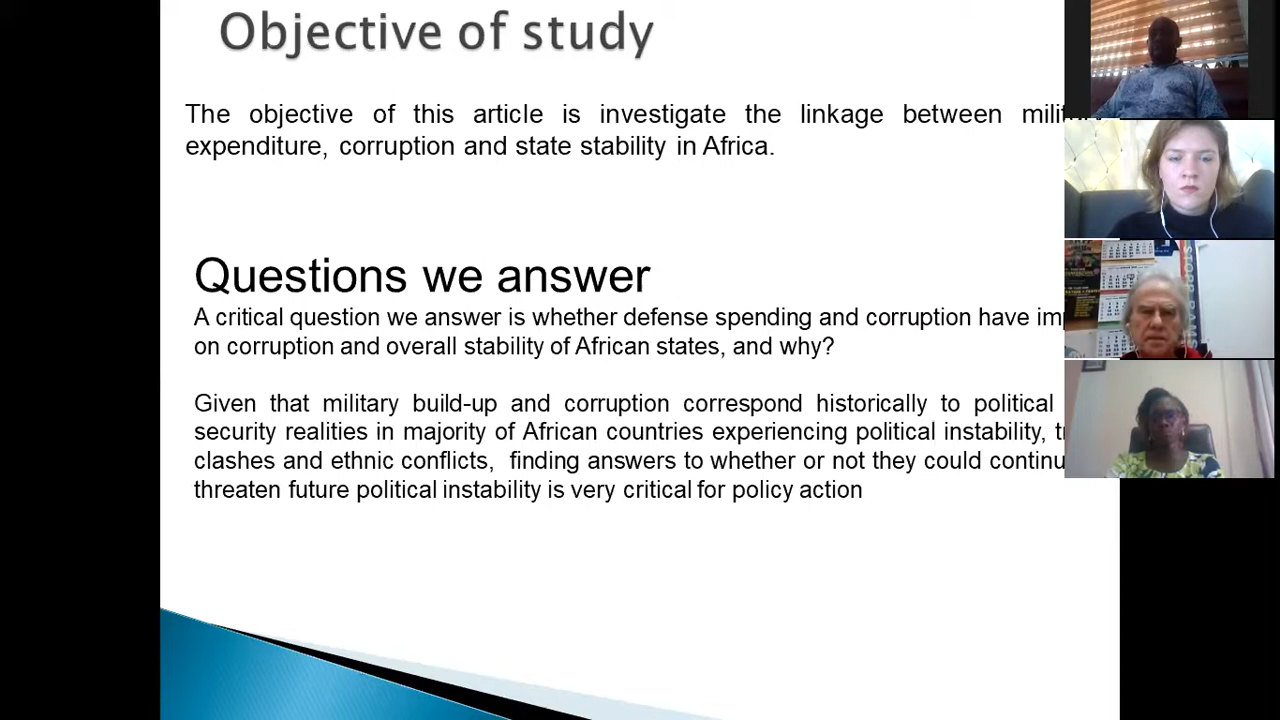 Objective of study
The objective of this article is investigate the linkage between
expenditure, corruption and state stability in Africa.
Questions we answer
A critical question we answer is whether defense spending and corruption have
on corruption and overall stability of African states, and why?
Given that military build-up and corruption correspond historically to political
security realities in majority of African countries experiencing political instability,
clashes and ethnic conflicts, finding answers to whether or not they could
threaten future political instability is very critical for policy action